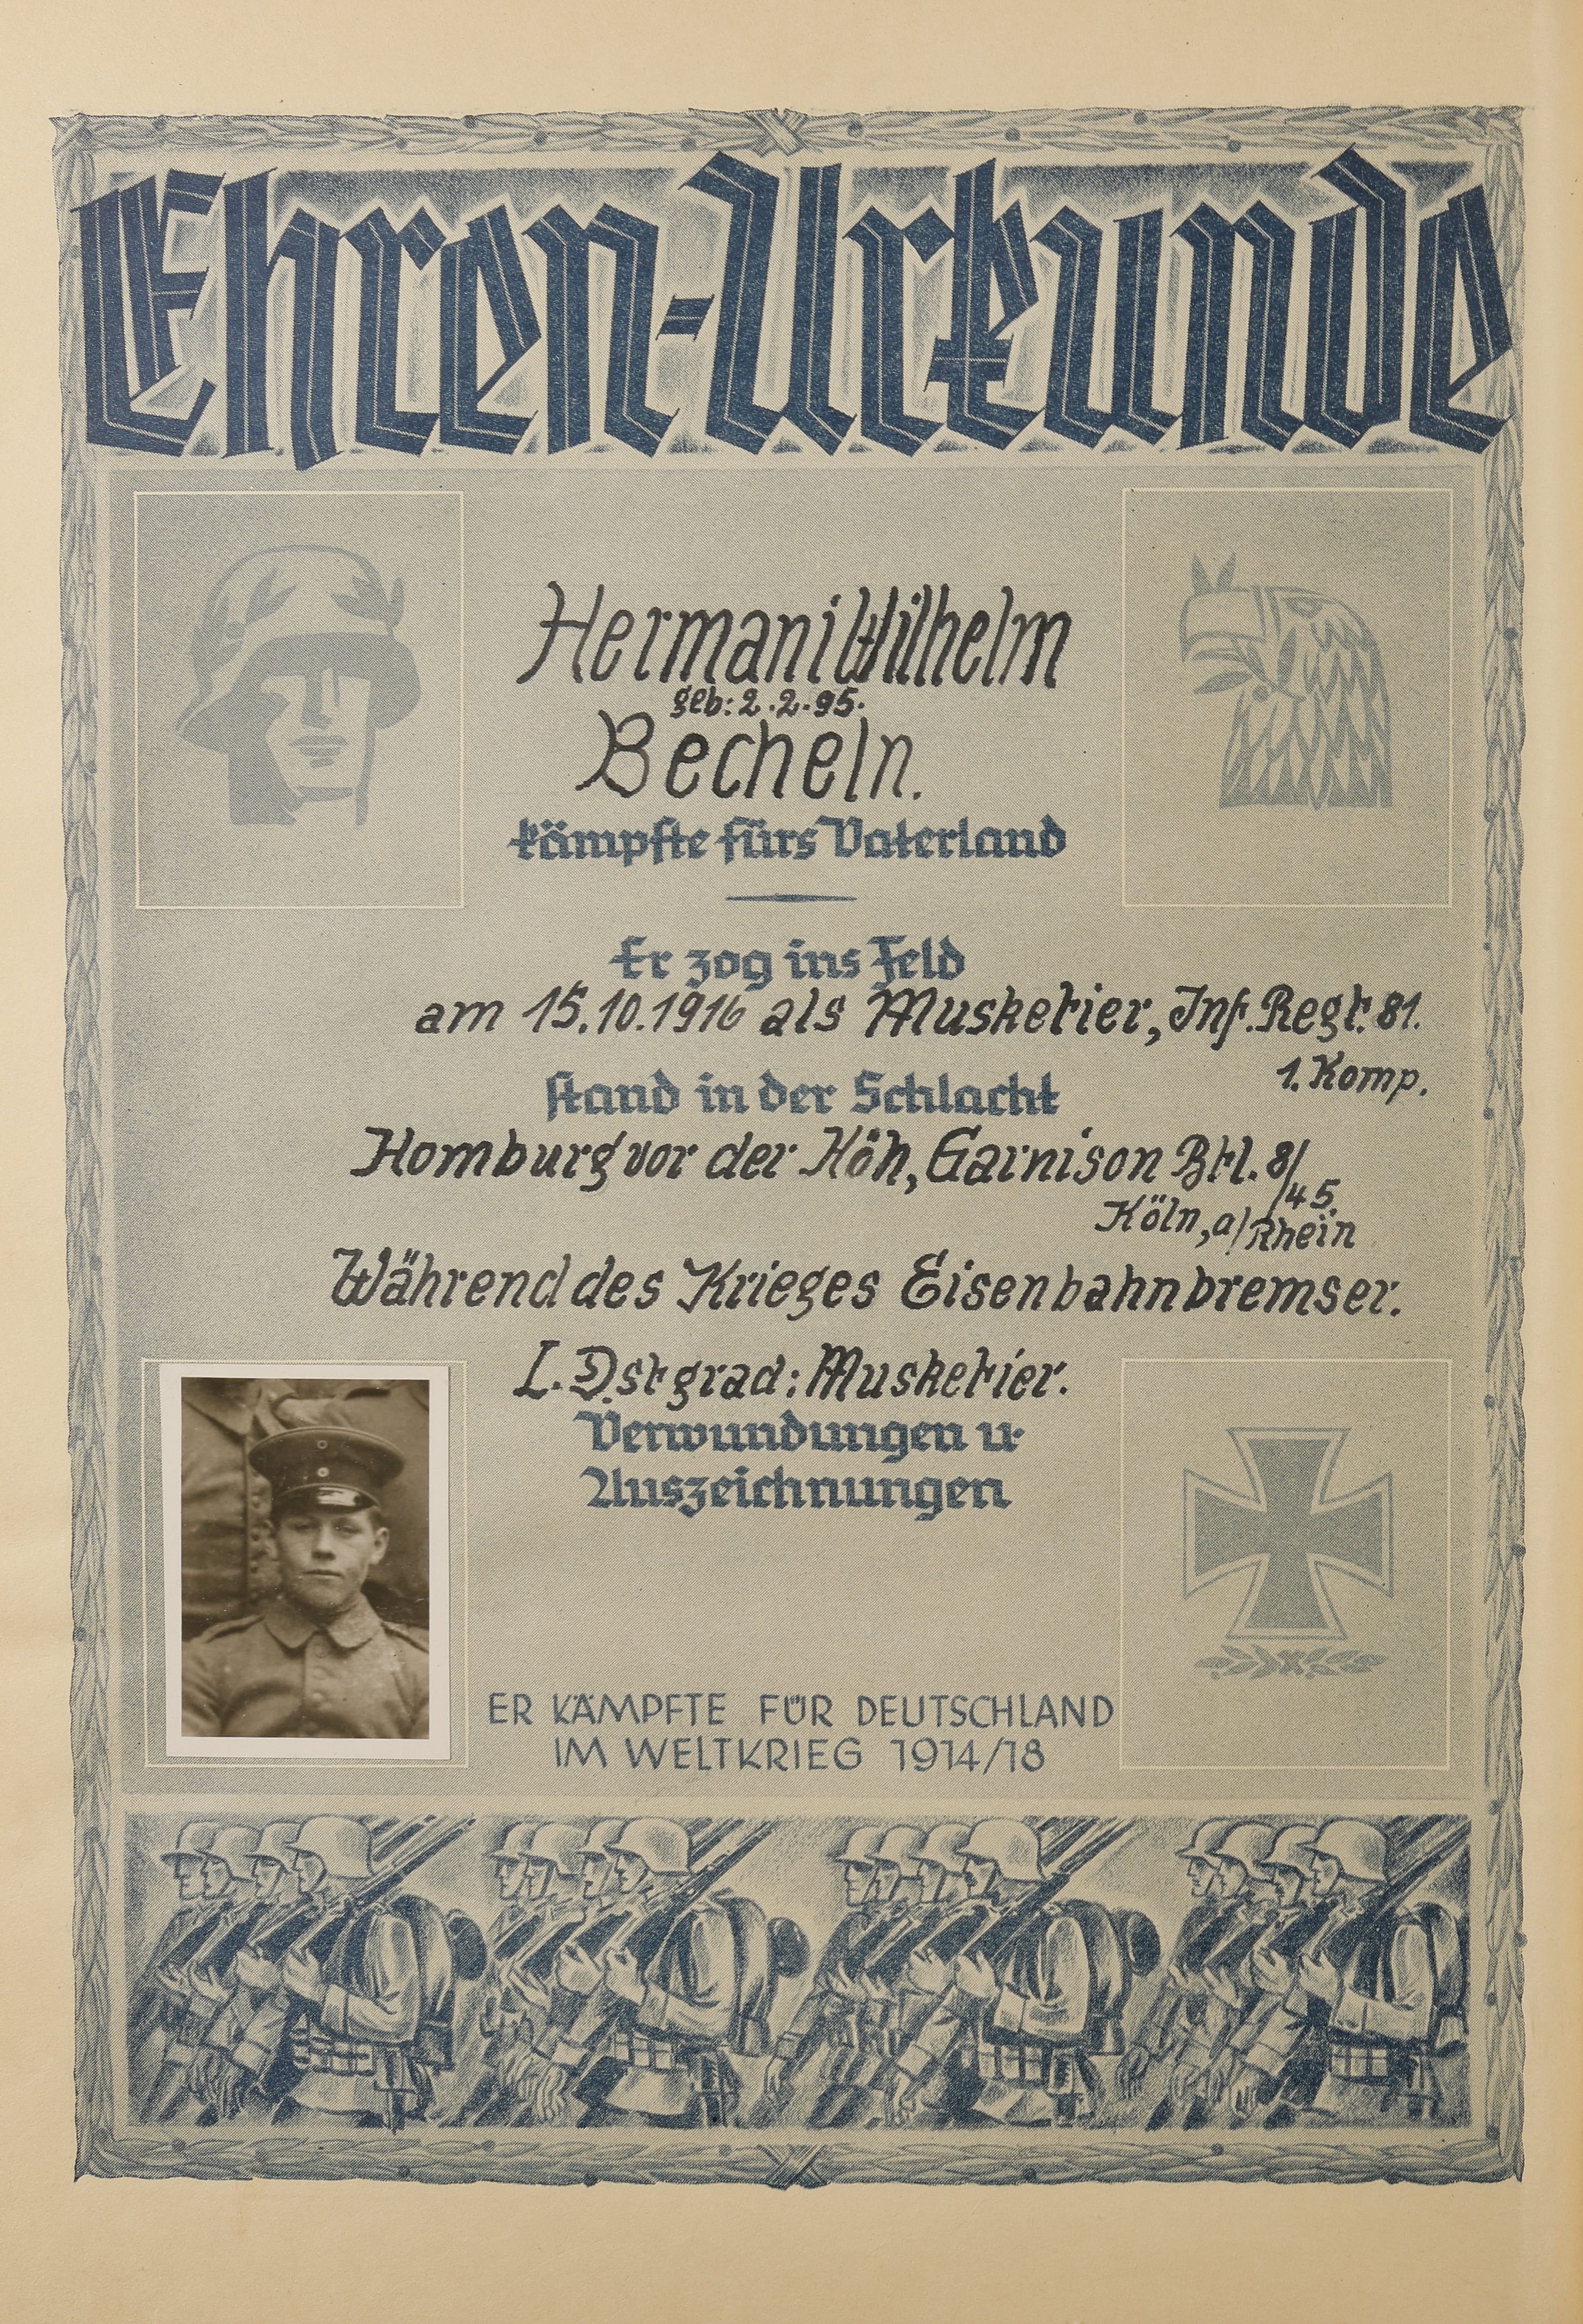 Ehren-Urkunde
Hermani Wilhelm
geb: 2.2.95.
Becheln.
kämpfte fürs Vaterland
Er zog ins Feld
am 15.10.1916 als Musketier, Inf. Regt. 81.
1. Komp.
stand in der Schlacht
Homburg vor der Höh, Garnison Btl. 8/45
Köln, a/Rhein
Während des Krieges Eisenbahnbremser.
L. Dstgrad: Musketier.
Verwundungen u.
Auszeichnungen
ER KÄMPFTE FÜR DEUTSCHLAND
IM WELTKRIEG 1914/18